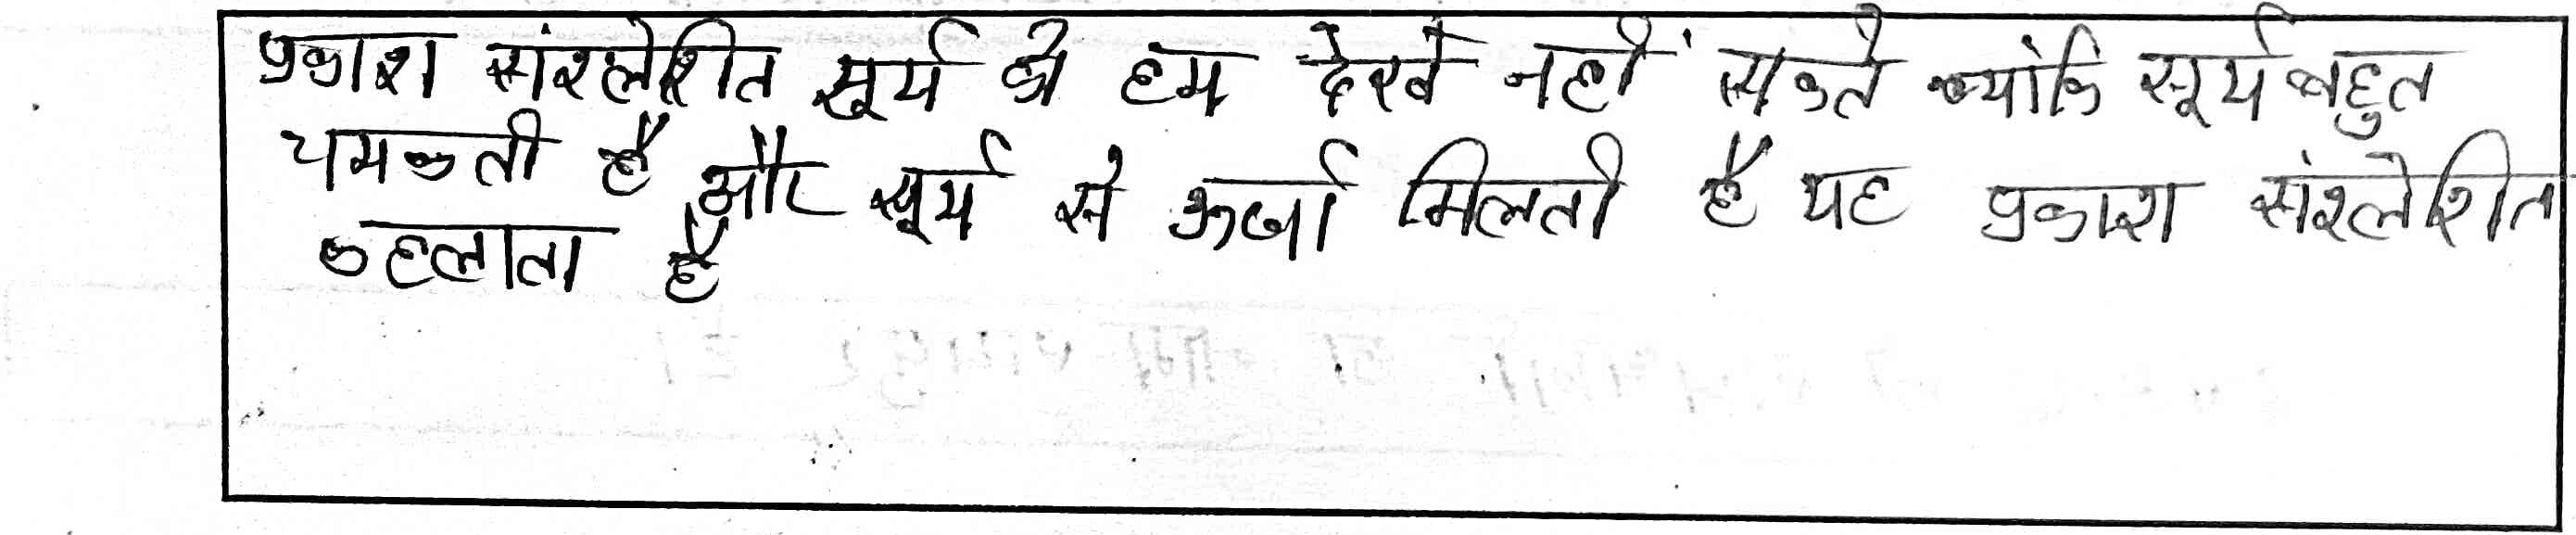 प्रकाश संश्लेशित सूर्य को हम देखे नहीं सकते क्योंकि सूर्य बहुत
चमकती है और सूर्य से ऊर्जा मिलती है यह प्रकाश संश्लेशित
कहलाता है